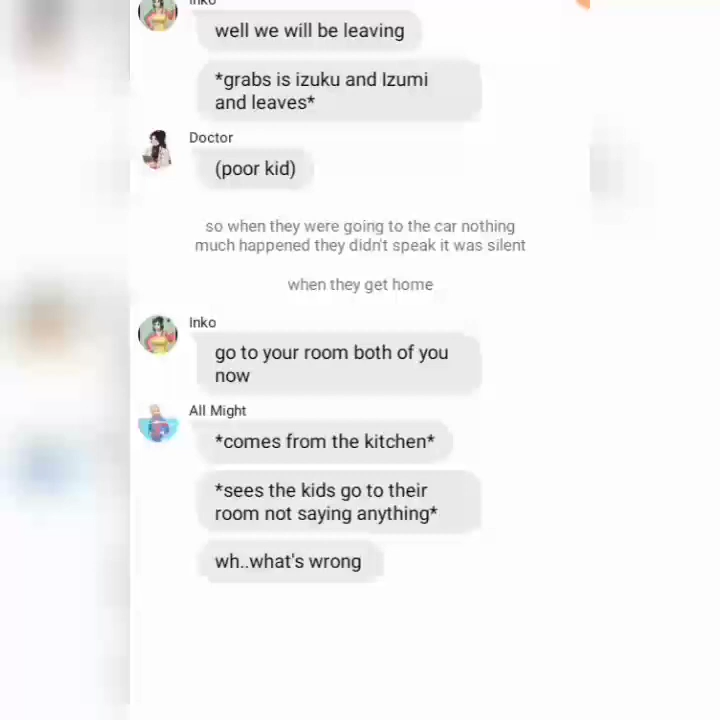 Inko
well we will be leaving
*grabs is izuku and Izumi
and leaves*
Doctor
(poor kid)
so when they were going to the car nothing
much happened they didn't speak it was silent
when they get home
Inko
go to your room both of you
now
All Might
*comes from the kitchen*
*sees the kids go to their
room not saying anything*
wh..what's wrong